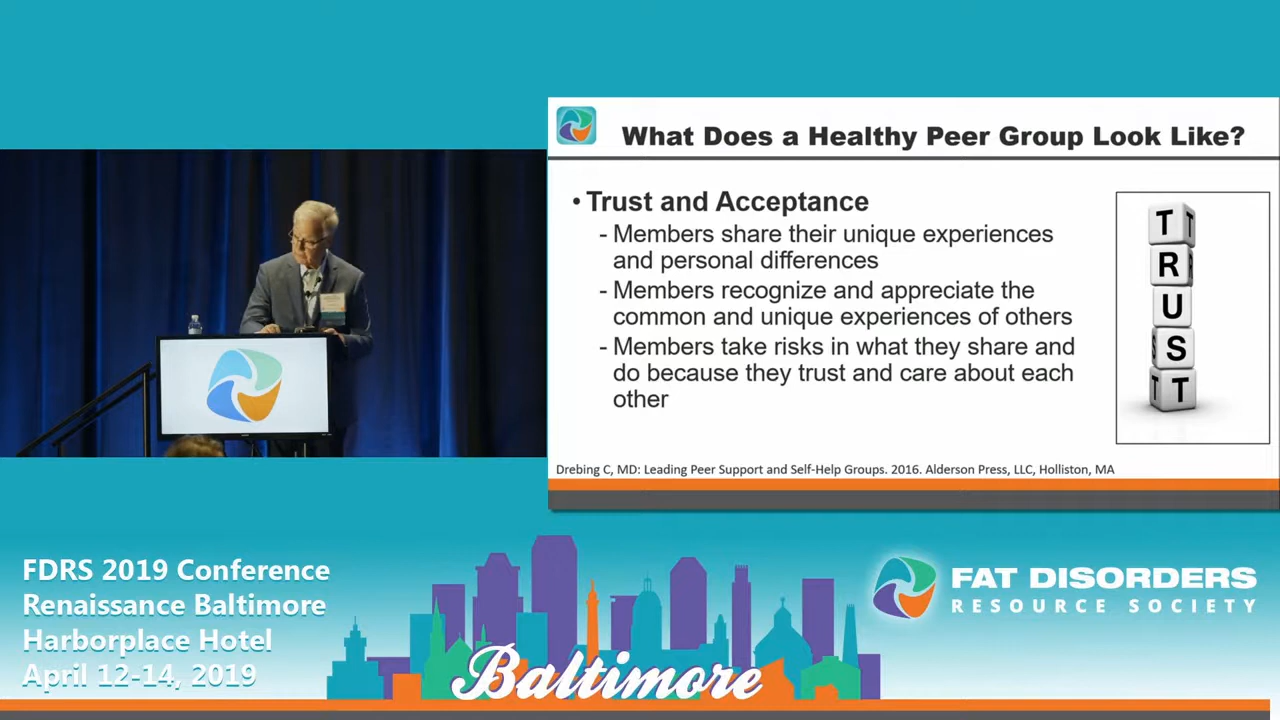 What Does a Healthy Peer Group Look Like?
• Trust and Acceptance
- Members share their unique experiences
and personal differences
- Members recognize and appreciate the
common and unique experiences of others
- Members take risks in what they share and
do because they trust and care about each
other
T
R
U
S
T
Drebing C, MD: Leading Peer Support and Self-Help Groups. 2016. Alderson Press, LLC, Holliston, MA
FDRS 2019 Conference
Renaissance Baltimore
Harborplace Hotel
April 12-14, 2019
Baltimore
FAT DISORDERS
RESOURCE SOCIETY